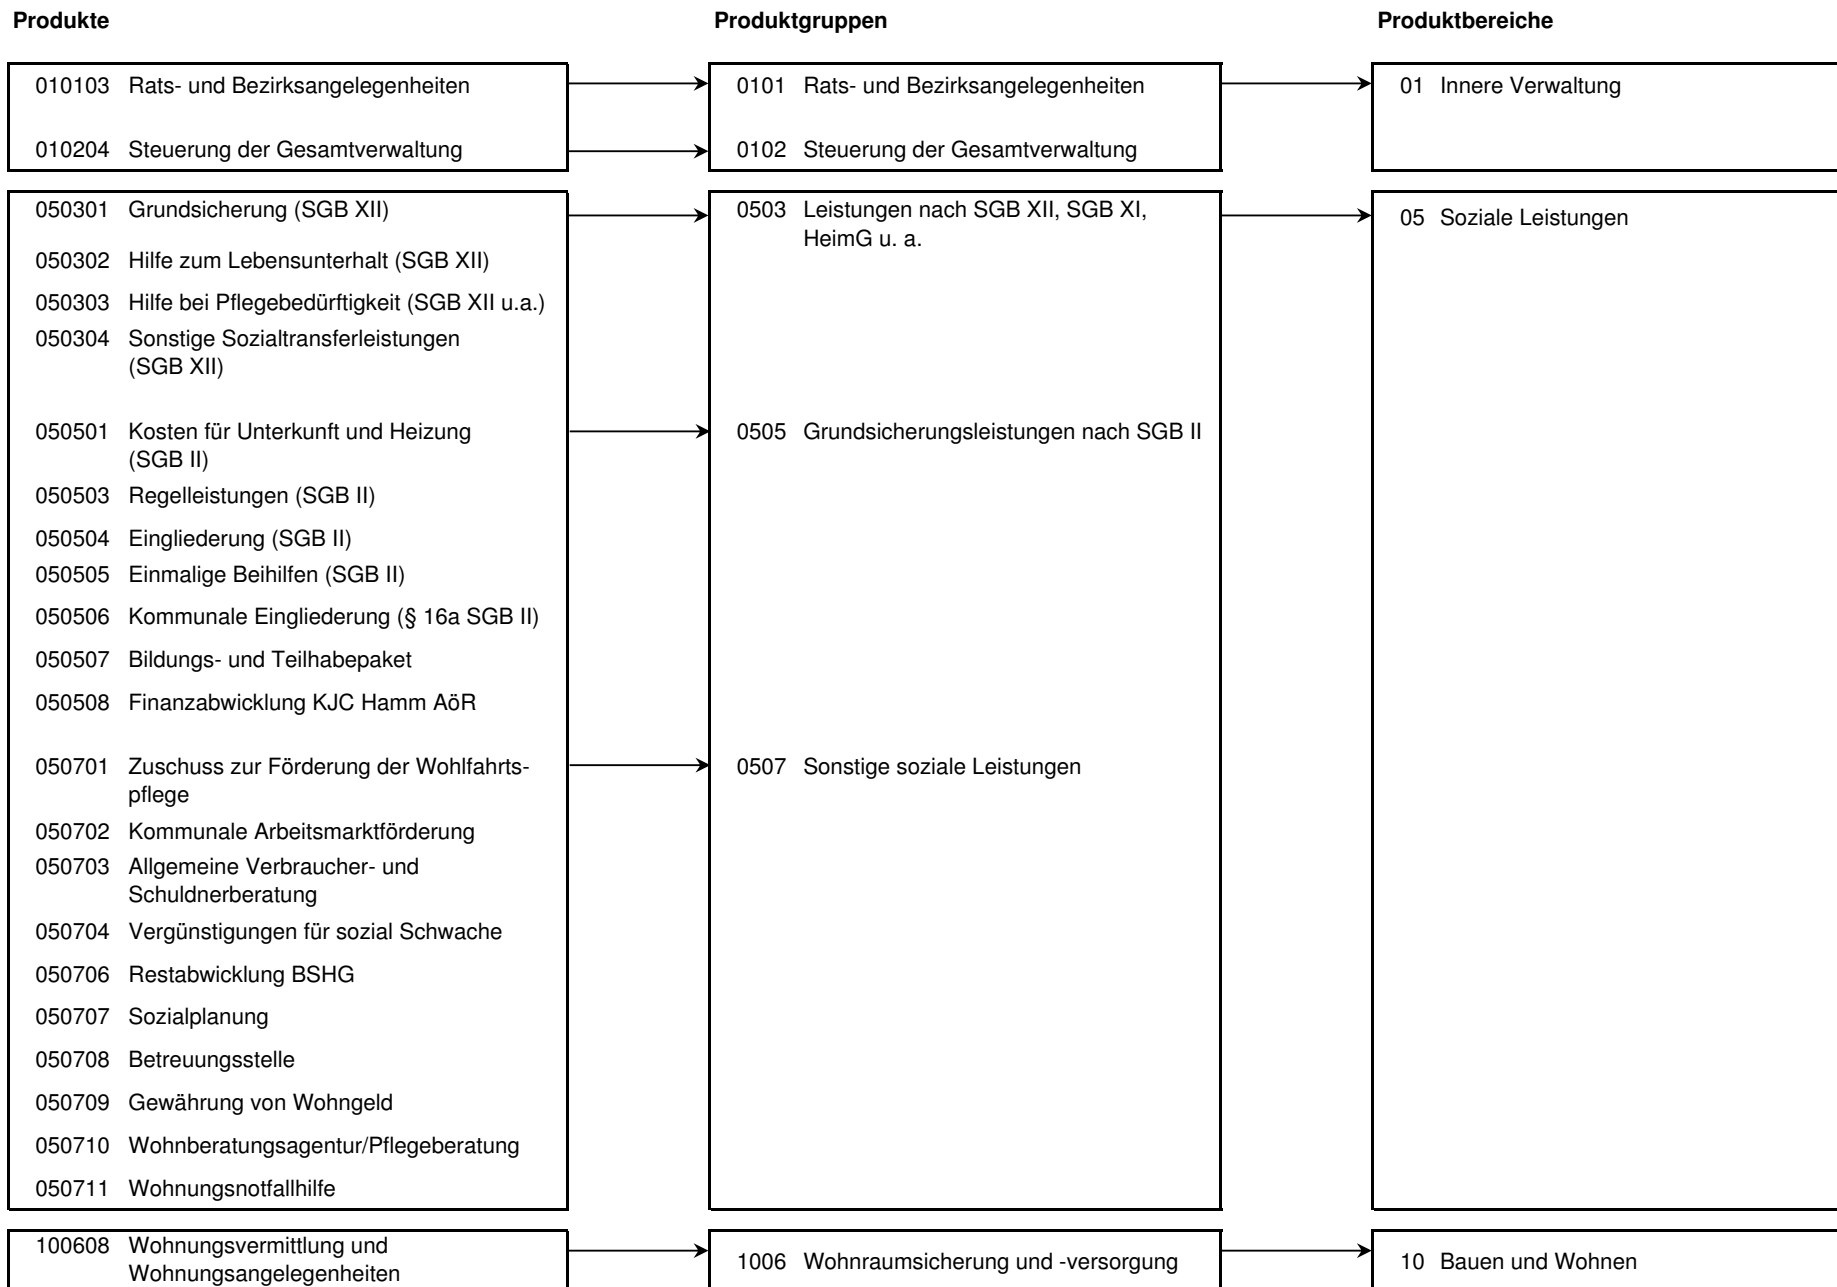 Produkte
Produktgruppen
Produktbereiche
010103 Rats- und Bezirksangelegenheiten
0101 Rats- und Bezirksangelegenheiten
01 Innere Verwaltung
010204 Steuerung der Gesamtverwaltung
0102 Steuerung der Gesamtverwaltung
050301 Grundsicherung (SGB XII)
0503 Leistungen nach SGB XII, SGB XI,
HeimG u. a.
05 Soziale Leistungen
050302 Hilfe zum Lebensunterhalt (SGB XII)
050303 Hilfe bei Pflegebedürftigkeit (SGB XII u.a.)
050304 Sonstige Sozialtransferleistungen
(SGB XII)
050501 Kosten für Unterkunft und Heizung
(SGB II)
0505 Grundsicherungsleistungen nach SGB II
050503 Regelleistungen (SGB II)
050504 Eingliederung (SGB II)
050505 Einmalige Beihilfen (SGB II)
050506 Kommunale Eingliederung (§ 16a SGB II)
050507 Bildungs- und Teilhabepaket
050508 Finanzabwicklung KJC Hamm AöR
050701 Zuschuss zur Förderung der Wohlfahrts-
pflege
0507 Sonstige soziale Leistungen
050702 Kommunale Arbeitsmarktförderung
050703 Allgemeine Verbraucher- und
Schuldnerberatung
050704 Vergünstigungen für sozial Schwache
050706 Restabwicklung BSHG
050707 Sozialplanung
050708 Betreuungsstelle
050709 Gewährung von Wohngeld
050710 Wohnberatungsagentur/Pflegeberatung
050711 Wohnungsnotfallhilfe
100608 Wohnungsvermittlung und
Wohnungsangelegenheiten
1006 Wohnraumsicherung und -versorgung
10 Bauen und Wohnen